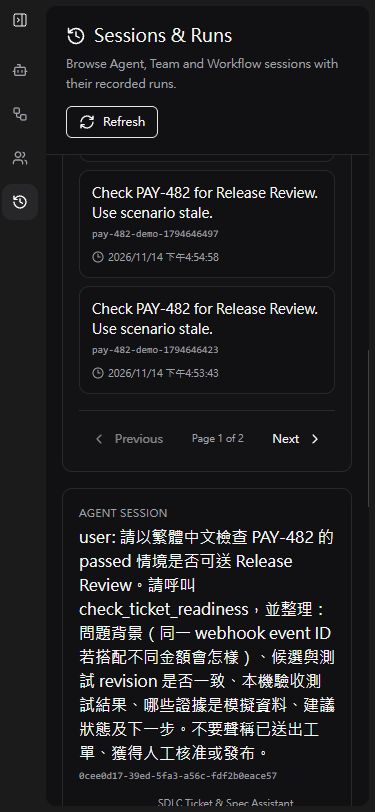 Sessions & Runs
Browse Agent, Team and Workflow sessions with
their recorded runs.
Refresh
Check PAY-482 for Release Review.
Use scenario stale.
pay-482-demo-1794646497
2026/11/14 下午4:54:58
Check PAY-482 for Release Review.
Use scenario stale.
pay-482-demo-1794646423
2026/11/14 下午4:53:43
Previous
Page 1 of 2
Next
AGENT SESSION
user: 請以繁體中文檢查 PAY-482 的
passed 情境是否可送 Release
Review。請呼叫
check_ticket_readiness，並整理：
問題背景（同一 webhook event ID
若搭配不同金額會怎樣）、候選與測
試 revision 是否一致、本機驗收測
試結果、哪些證據是模擬資料、建議
狀態及下一步。不要聲稱已送出工
單、獲得人工核准或發布。
0cee0d17-39ed-5fa3-a56c-fdf2b0eace57
SDLC Ticket & Spec Assistant